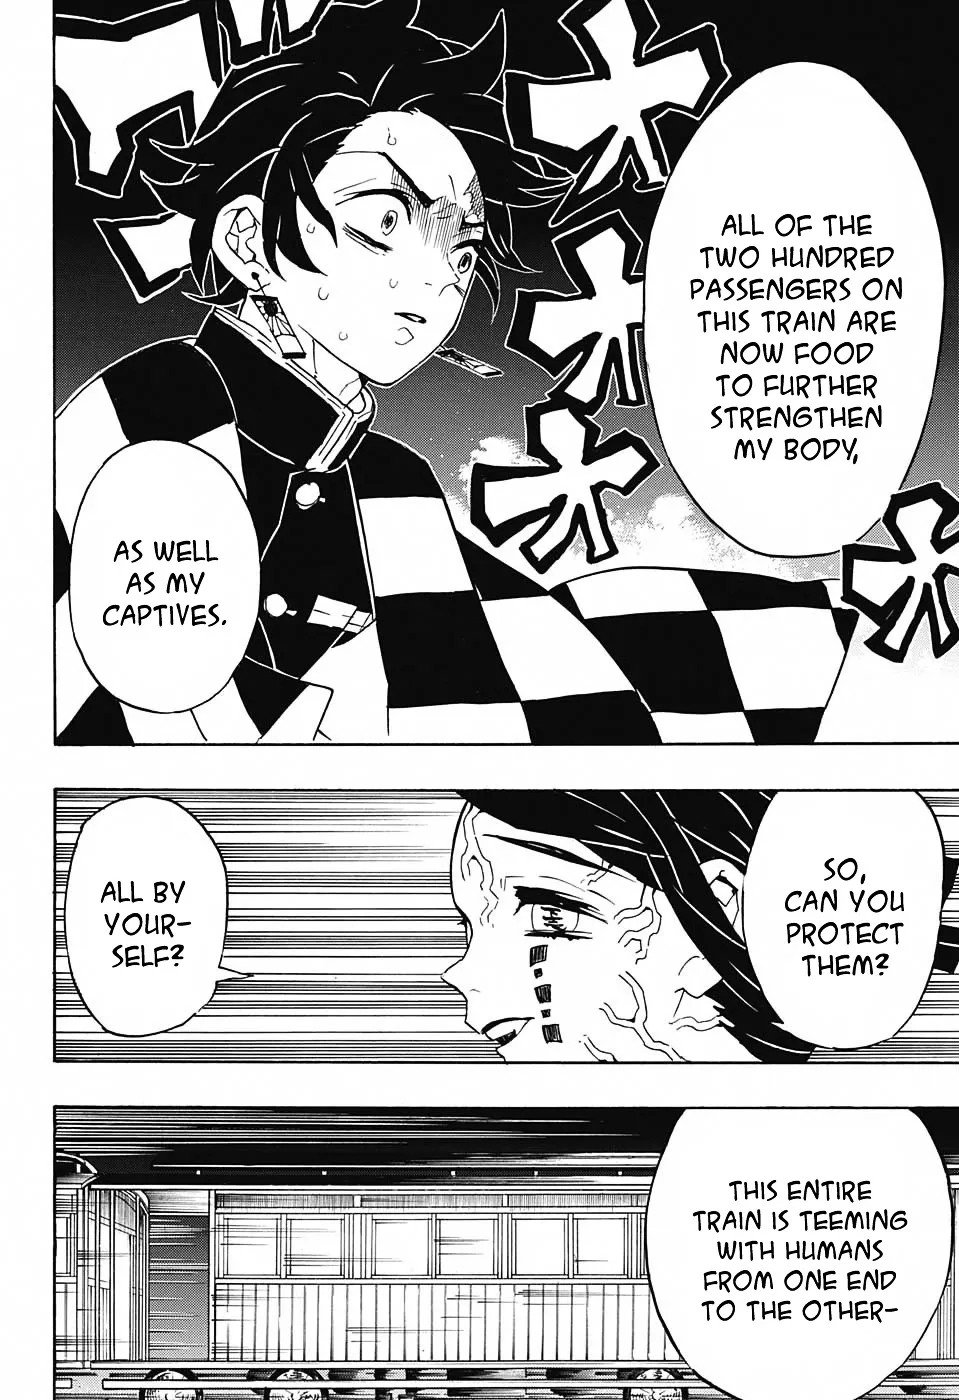 ALL OF THE
TWO HUNDRED
PASSENGERS ON
THIS TRAIN ARE
NOW FOOD
TO FURTHER
STRENGTHEN
MY BODY,
AS WELL
AS MY
CAPTIVES.
SO,
CAN YOU
PROTECT
THEM?
ALL BY
YOUR-
SELF?
THIS ENTIRE
TRAIN IS TEEMING
WITH HUMANS
FROM ONE END
TO THE OTHER-